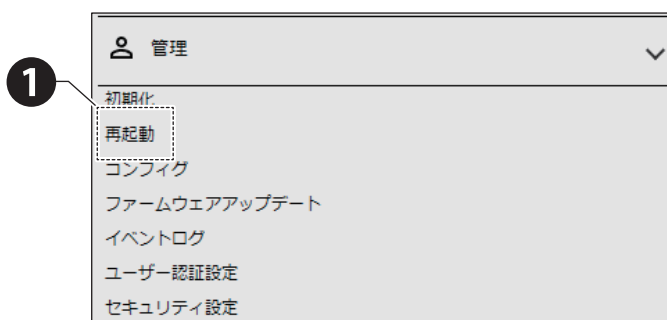 管理
1
初期化
再起動
コンフィグ
ファームウェアアップデート
イベントログ
ユーザー認証設定
セキュリティ設定